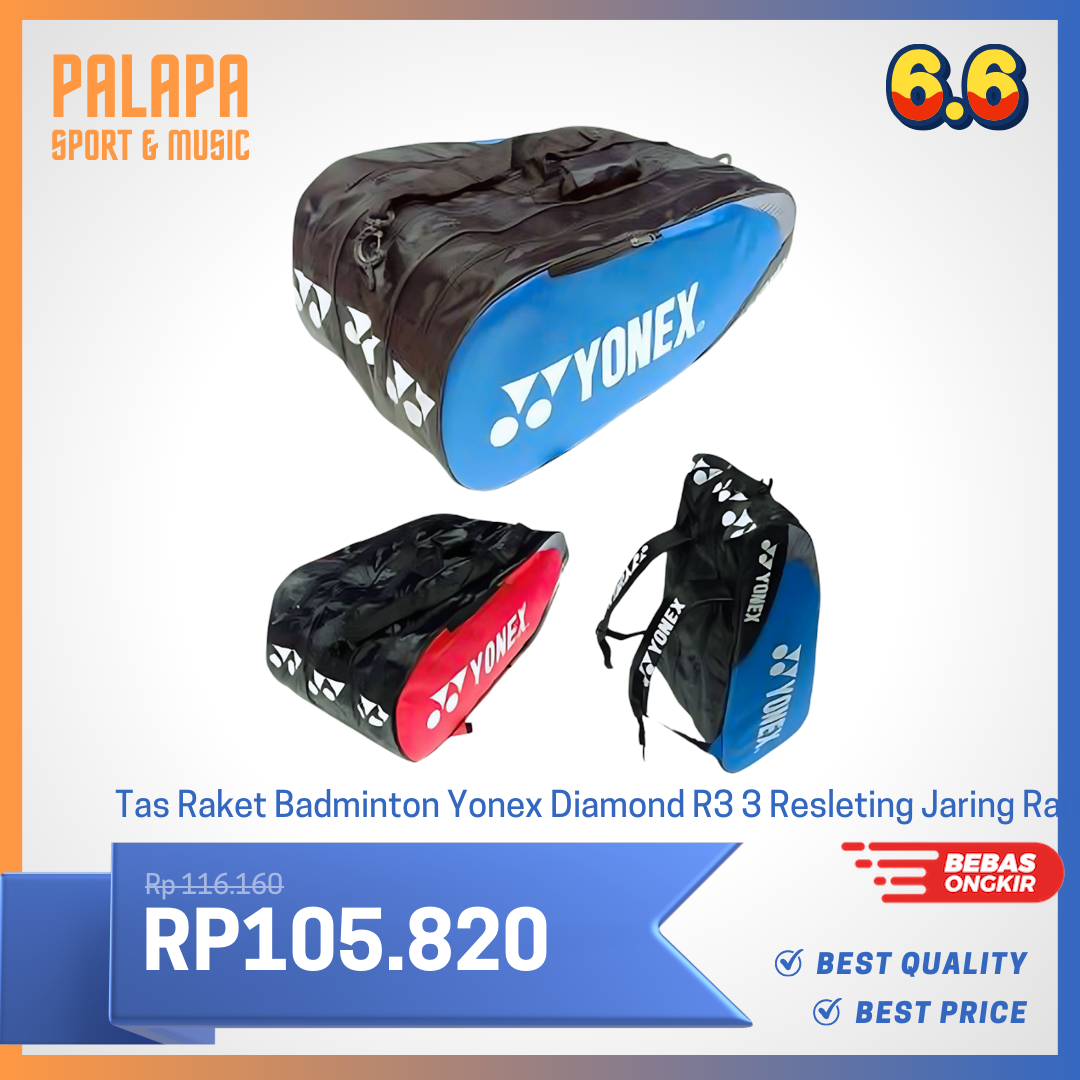 PALAPA
SPORT & MUSIC
6.6
YONEX
YONEX
YONEX
YONEX
YONEX
Tas Raket Badminton Yonex Diamond R3 3 Resleting Jaring Ra
Rp 116.160
RP105.820
BEBAS
ONGKIR
BEST QUALITY
BEST PRICE